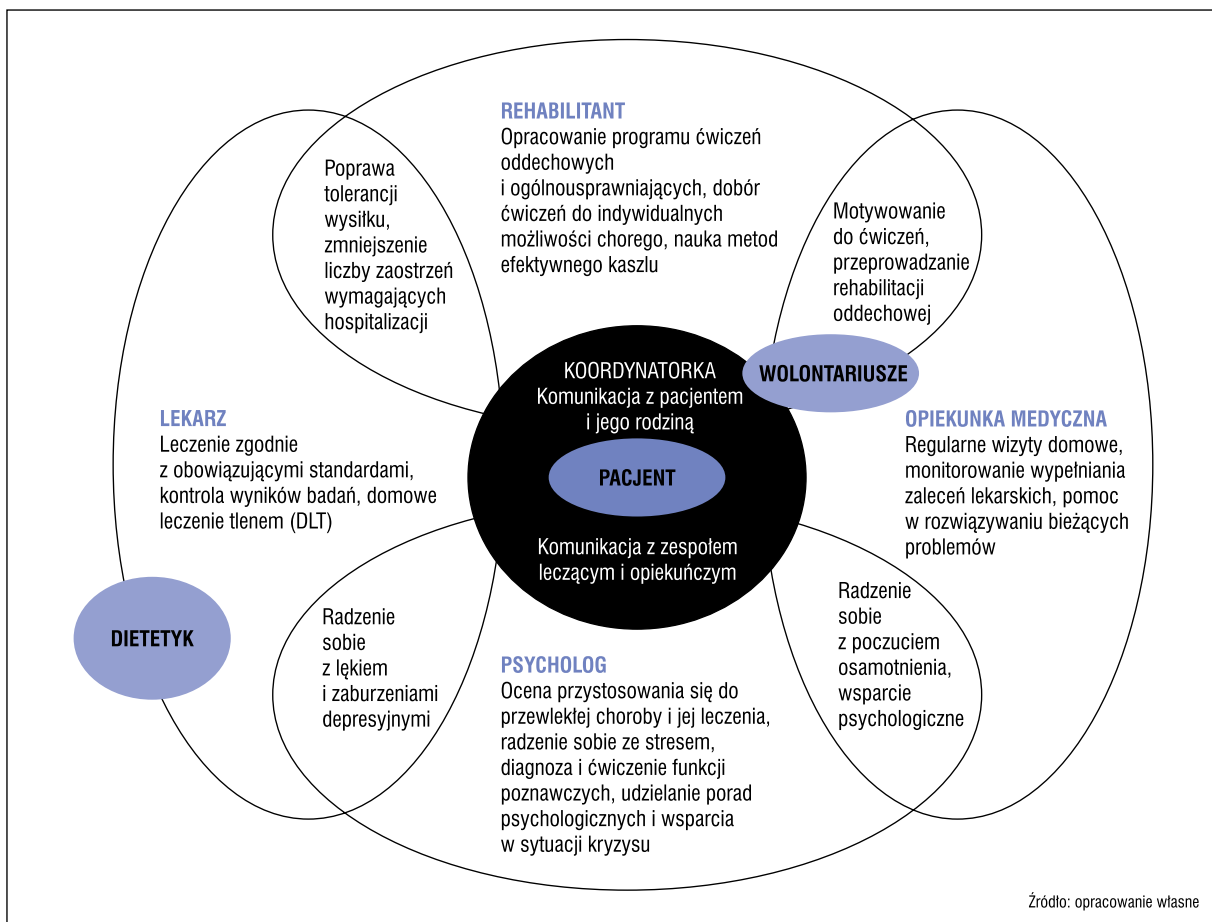 REHABILITANT
Opracowanie programu ćwiczeń
oddechowych
i ogólnousprawniających, dobór
ćwiczeń do indywidualnych
możliwości chorego, nauka metod
efektywnego kaszlu
Poprawa
tolerancji
wysiłku,
zmniejszenie
liczby zaostrzeń
wymagających
hospitalizacji
Motywowanie
do ćwiczeń,
przeprowadzanie
rehabilitacji
oddechowej
KOORDYNATORKA
Komunikacja z pacjentem
i jego rodziną
WOLONTARIUSZE
LEKARZ
Leczenie zgodnie
z obowiązującymi standardami,
kontrola wyników badań, domowe
leczenie tlenem (DLT)
PACJENT
OPIEKUNKA MEDYCZNA
Regularne wizyty domowe,
monitorowanie wypełniania
zaleceń lekarskich, pomoc
w rozwiązywaniu bieżących
problemów
Komunikacja z zespołem
leczącym i opiekuńczym
DIETETYK
Radzenie
sobie
z lękiem
i zaburzeniami
depresyjnymi
Radzenie
sobie
z poczuciem
osamotnienia,
wsparcie
psychologiczne
PSYCHOLOG
Ocena przystosowania się do
przewlekłej choroby i jej leczenia,
radzenie sobie ze stresem,
diagnoza i ćwiczenie funkcji
poznawczych, udzielanie porad
psychologicznych i wsparcia
w sytuacji kryzysu
Źródło: opracowanie własne